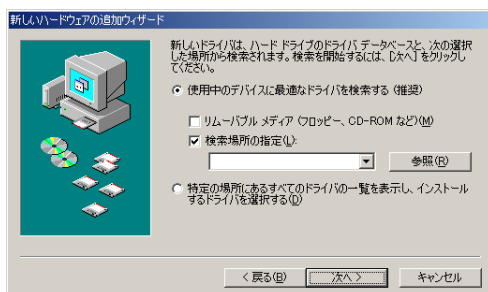 新しいハードウェアの追加ウィザード
新しいドライバは、ハード ドライブのドライバ データベースと、次の選択
した場所から検索されます。検索を開始するには、[次へ] をクリックし
てください。
使用中のデバイスに最適なドライバを検索する (推奨)
リムーバブル メディア (フロッピー、CD-ROM など)(M)
検索場所の指定(L):
参照(R)
特定の場所にあるすべてのドライバの一覧を表示し、インストール
するドライバを選択する(D)
< 戻る(B)
次へ >
キャンセル